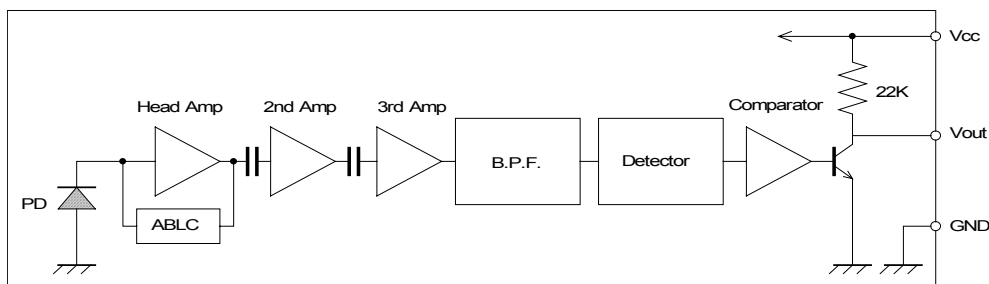 Vcc
Head Amp
2nd Amp
3rd Amp
Comparator
22K
Vout
B.P.F.
Detector
PD
ABLC
GND